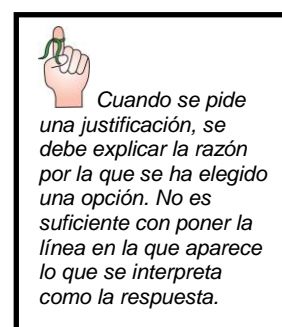 Cuando se pide
una justificación, se
debe explicar la razón
por la que se ha elegido
una opción. No es
suficiente con poner la
línea en la que aparece
lo que se interpreta
como la respuesta.